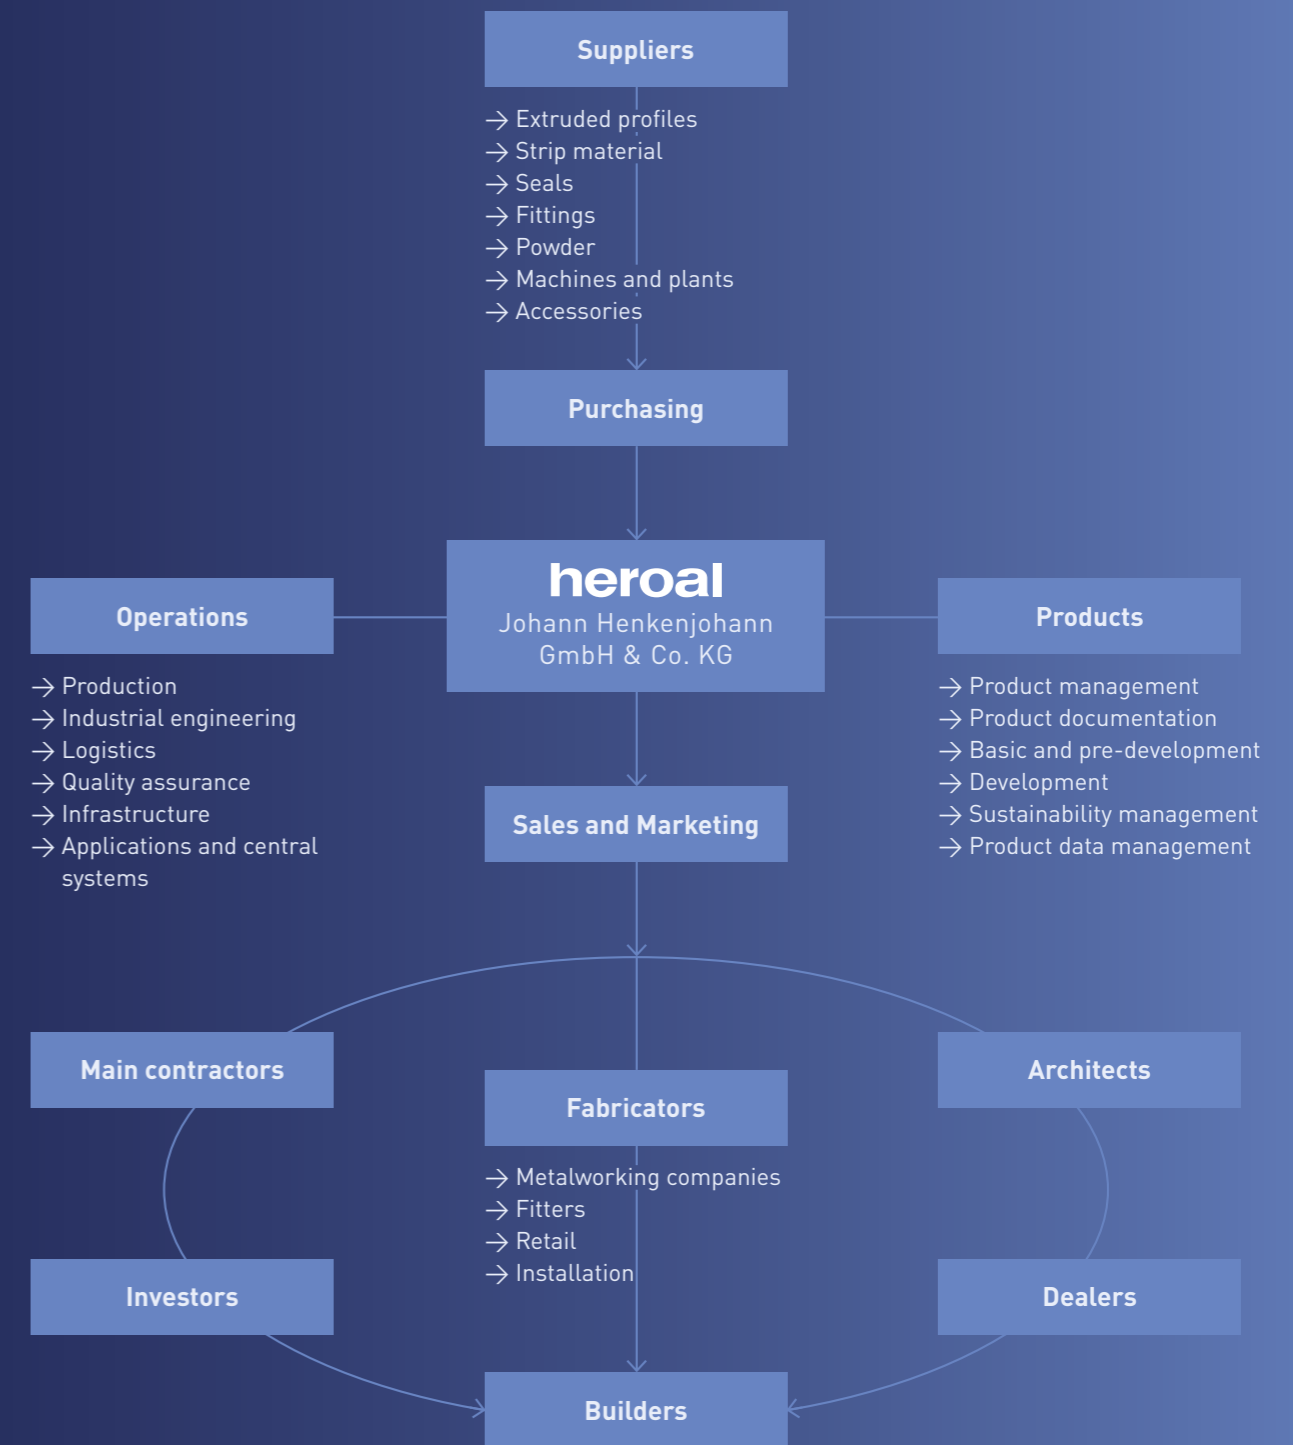 Suppliers
→ Extruded profiles
→ Strip material
→ Seals
→ Fittings
→ Powder
→ Machines and plants
→ Accessories
Purchasing
heroal
Johann Henkenjohann
GmbH & Co. KG
Operations
→ Production
→ Industrial engineering
→ Logistics
→ Quality assurance
→ Infrastructure
→ Applications and central
systems
Products
→ Product management
→ Product documentation
→ Basic and pre-development
→ Development
→ Sustainability management
→ Product data management
Sales and Marketing
Main contractors
Architects
Fabricators
→ Metalworking companies
→ Fitters
→ Retail
→ Installation
Investors
Dealers
Builders